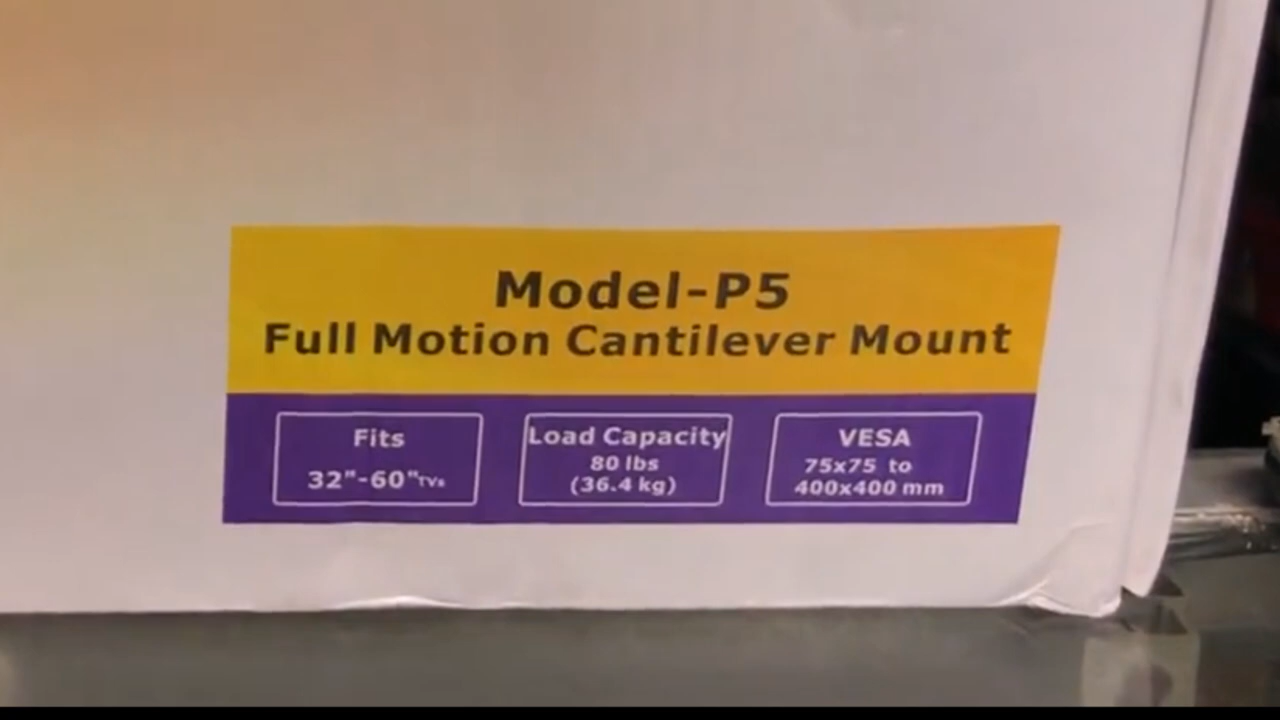 Model-P5
Full Motion Cantilever Mount
Fits
32"-60"TVs
Load Capacity
80 lbs
(36.4 kg)
VESA
75x75 to
400x400 mm